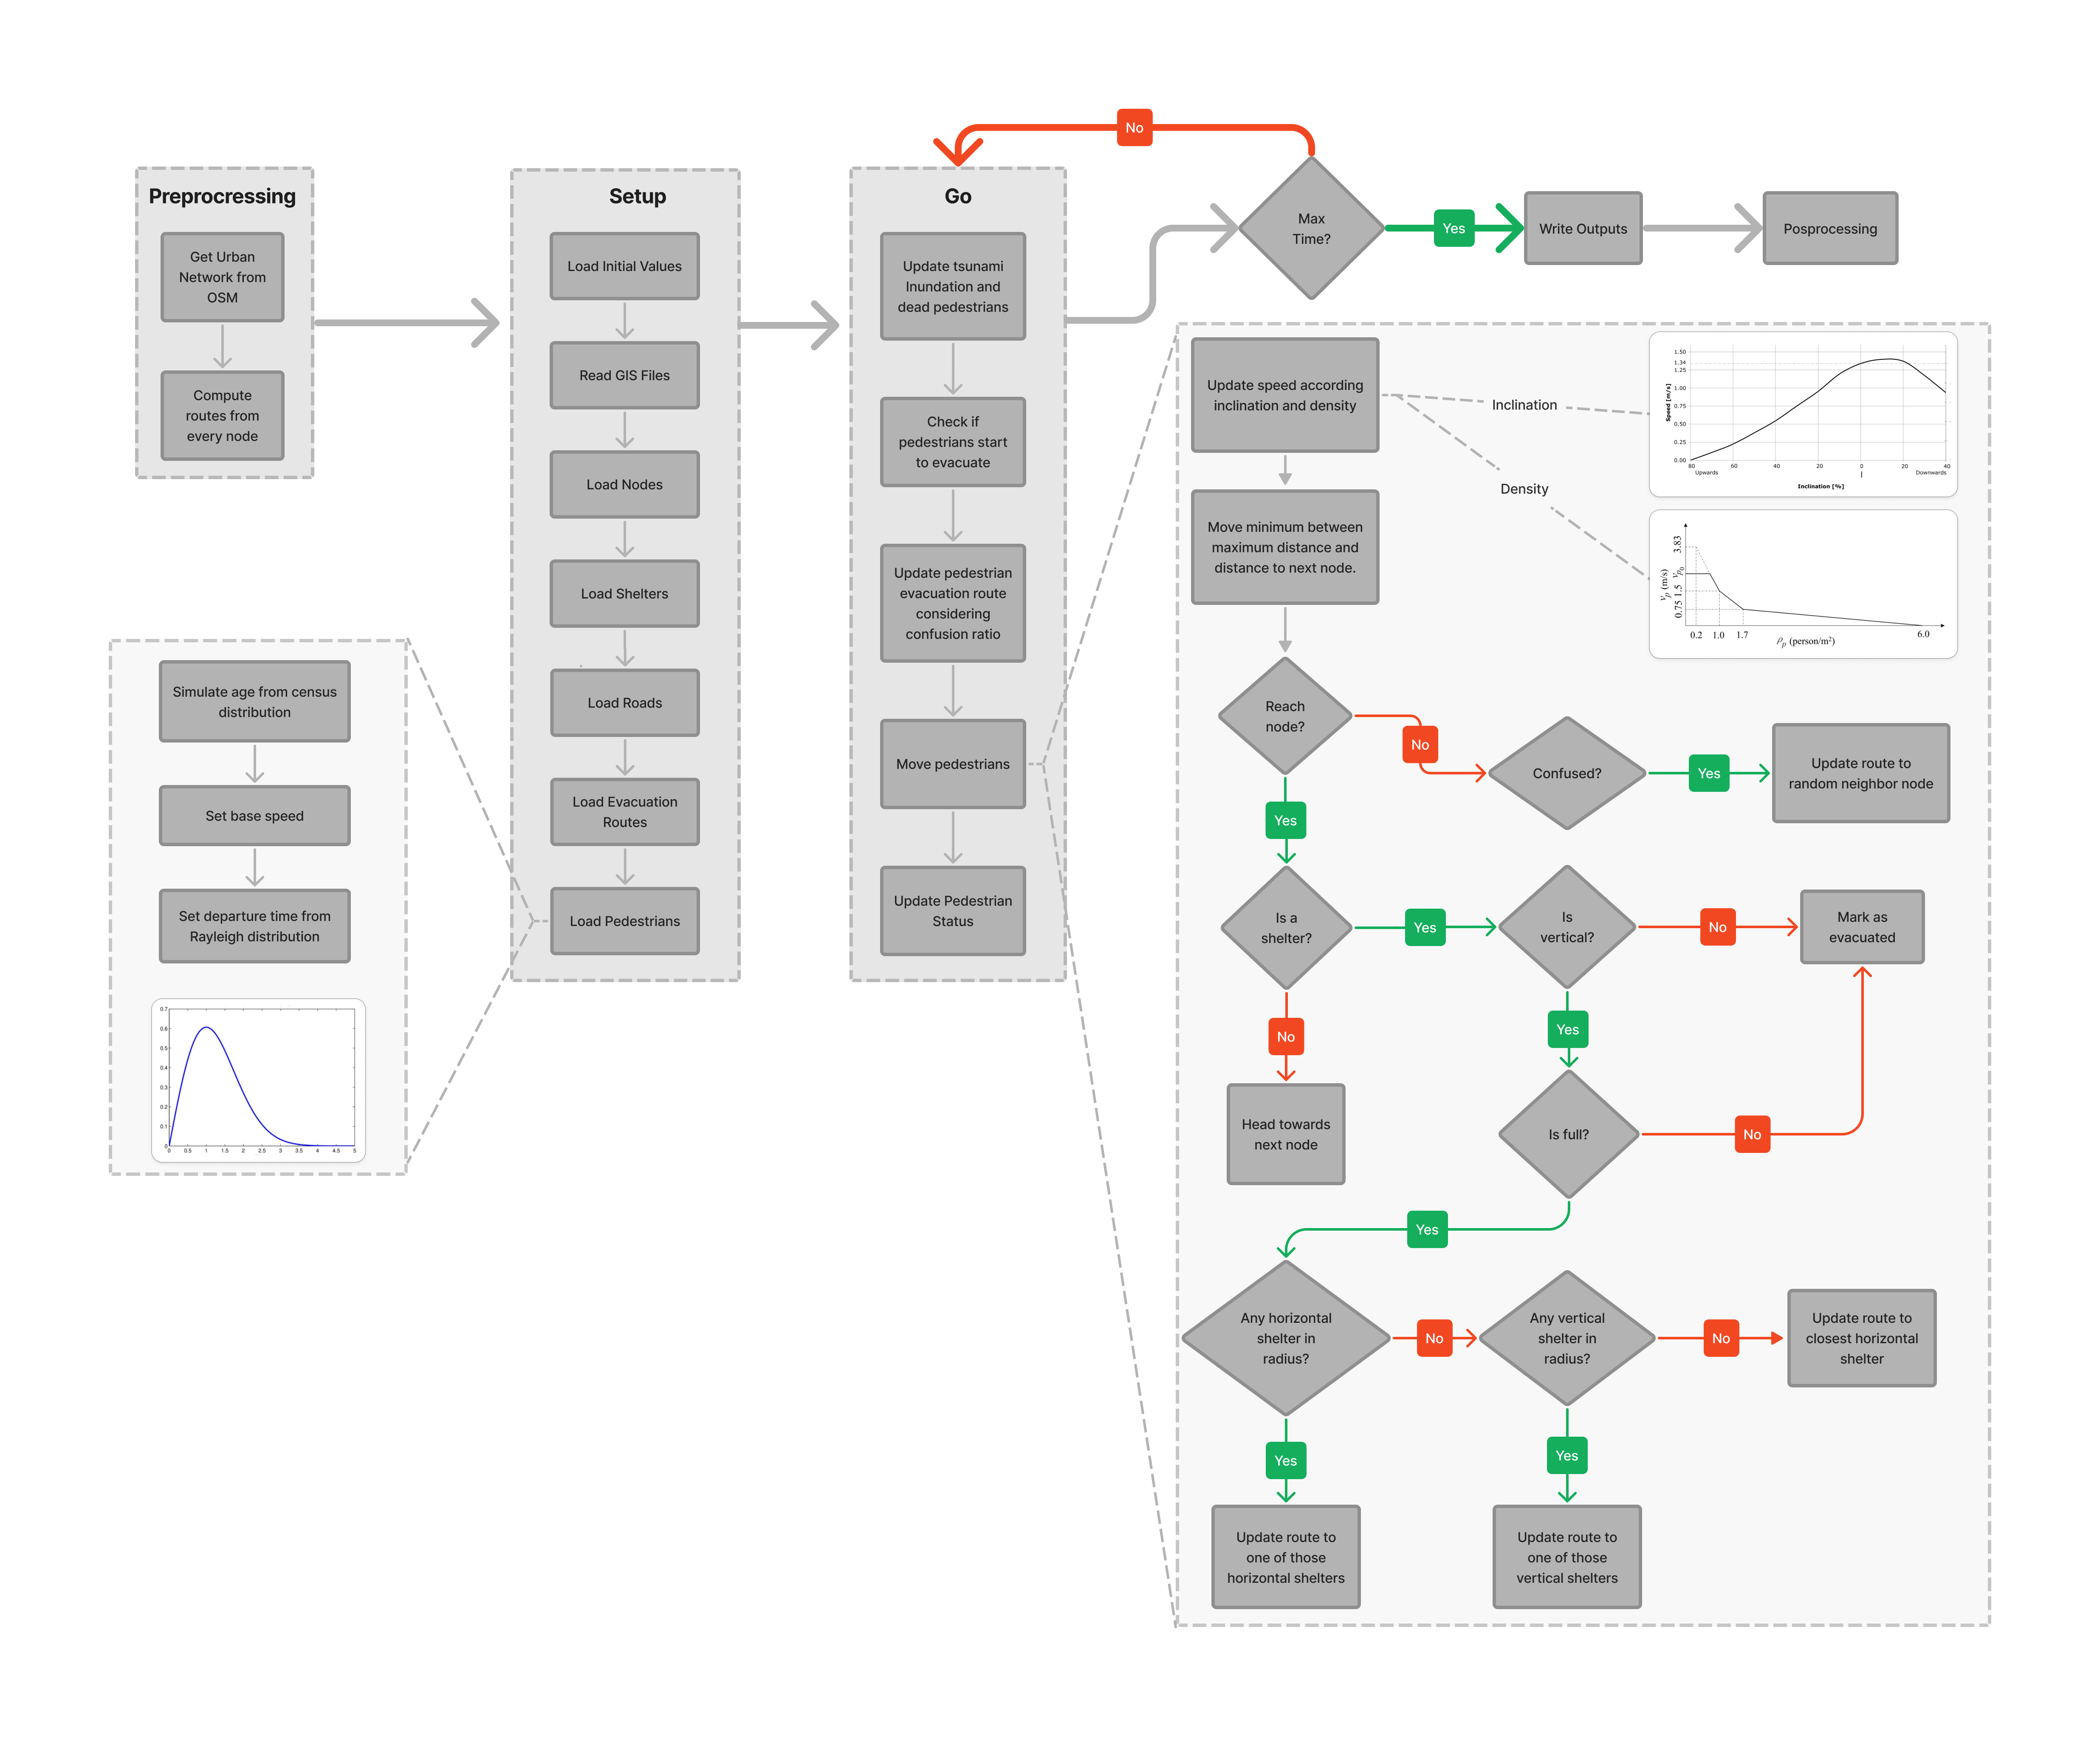 No
Preprocressing
Get Urban
Network from
OSM
Compute
routes from
every node
Setup
Load Initial Values
Read GIS Files
Load Nodes
Load Shelters
Load Roads
Load Evacuation
Routes
Load Pedestrians
Simulate age from census
distribution
Set base speed
Set departure time from
Rayleigh distribution
0.7
0.6
0.5
0.4
0.3
0.2
0.1
0
0 0.5 1 1.5 2 2.5 3 3.5 4 4.5 5
Go
Update tsunami
Inundation and
dead pedestrians
Check if
pedestrians start
to evacuate
Update pedestrian
evacuation route
considering
confusion ratio
Move pedestrians
Update Pedestrian
Status
Max
Time?
Yes
Write Outputs
Posprocessing
Update speed according
inclination and density
Inclination
Density
Speed [m/s]
1.50
1.34
1.25
1.00
0.75
0.50
0.25
0.00
80 60 40 20 0 20 40
Upwards
Downwards
Inclination [%]
vp (m/s)
0.75 1.5 vp0 3.83
0.2 1.0 1.7 6.0
ρp (person/m²)
Move minimum between
maximum distance and
distance to next node.
Reach
node?
No
Confused?
Yes
Update route to
random neighbor node
Yes
Is a
shelter?
Yes
Is
vertical?
No
Mark as
evacuated
No
Head towards
next node
Yes
Is full?
No
Yes
Any horizontal
shelter in
radius?
No
Any vertical
shelter in
radius?
No
Update route to
closest horizontal
shelter
Yes
Update route to
one of those
horizontal shelters
Yes
Update route to
one of those
vertical shelters